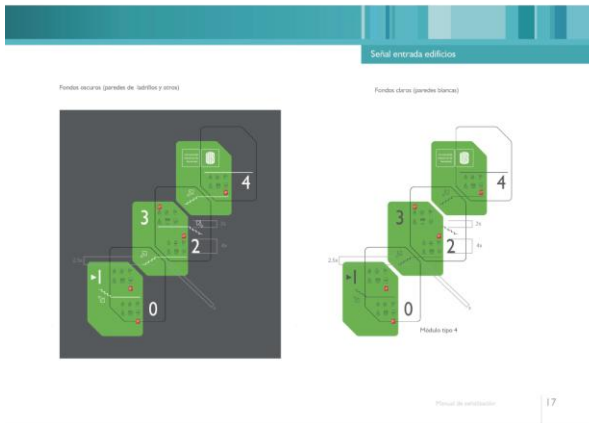 Señal entrada edificios
Fondos oscuros (paredes de ladrillos y otros)
Fondos claros (paredes blancas)
4
3
2
1
0
4
3
2
1
0
Módulo tipo 4
Manual de señalización
17